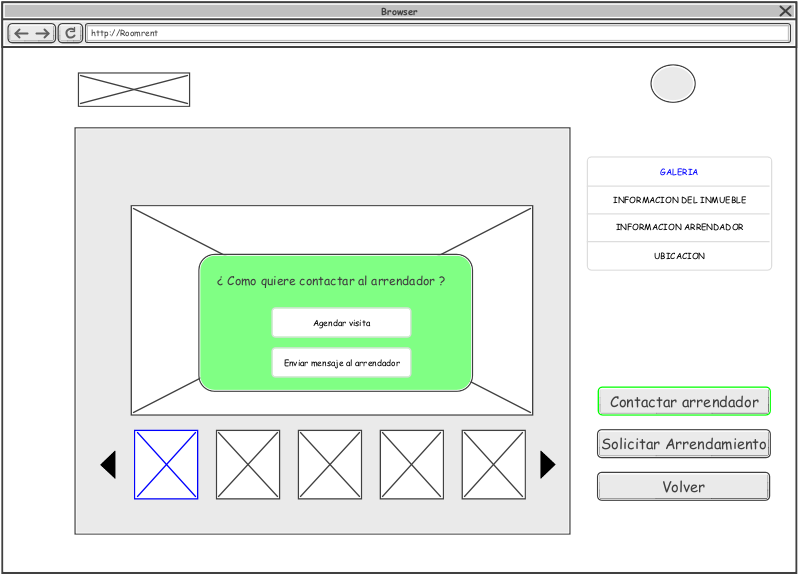 Browser
http://Roomrent
GALERIA
INFORMACION DEL INMUEBLE
INFORMACION ARRENDADOR
UBICACION
¿ Como quiere contactar al arrendador ?
Agendar visita
Enviar mensaje al arrendador
Contactar arrendador
Solicitar Arrendamiento
Volver